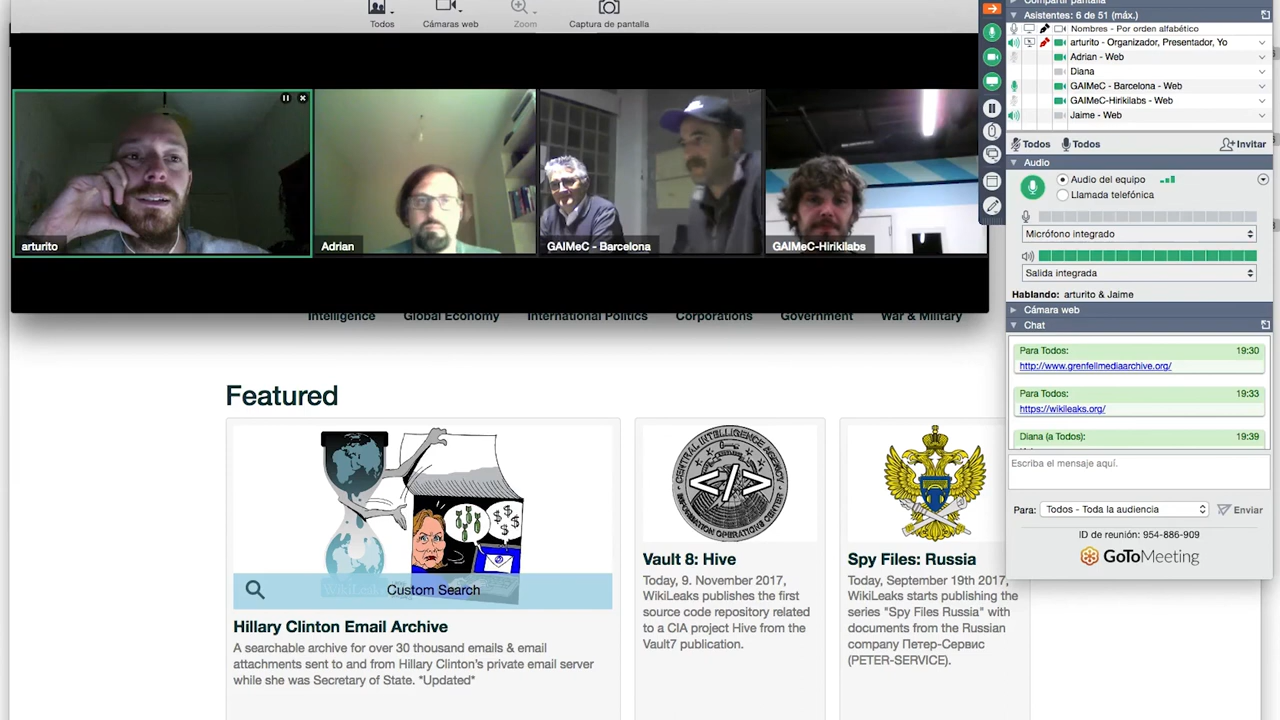 Todos
Cámaras web
Zoom
Captura de pantalla
arturito
Adrian
GAIMeC - Barcelona
GAIMeC-Hirikilabs
Compartir pantalla
Asistentes: 6 de 51 (máx.)
Nombres - Por orden alfabético
arturito - Organizador, Presentador, Yo
Adrian - Web
Diana
GAIMeC - Barcelona - Web
GAIMeC-Hirikilabs - Web
Jaime - Web
Todos
Todos
Invitar
Audio
Audio del equipo
Llamada telefónica
Micrófono integrado
Salida integrada
Hablando: arturito & Jaime
Cámara web
Chat
Para Todos: 19:30
http://www.grenfellmediaarchive.org/
Para Todos: 19:33
https://wikileaks.org/
Diana (a Todos): 19:39
Escriba el mensaje aquí.
Para: Todos - Toda la audiencia
Enviar
ID de reunión: 954-886-909
GoToMeeting
Intelligence
Global Economy
International Politics
Corporations
Government
War & Military
Featured
WikiLeaks
Custom Search
Hillary Clinton Email Archive
A searchable archive for over 30 thousand emails & email
attachments sent to and from Hillary Clinton's private email server
while she was Secretary of State. *Updated*
CENTRAL INTELLIGENCE AGENCY
</>
INFORMATION OPERATIONS CENTER
Vault 8: Hive
Today, 9. November 2017,
WikiLeaks publishes the first
source code repository related
to a CIA project Hive from the
Vault7 publication.
Spy Files: Russia
Today, September 19th 2017,
WikiLeaks starts publishing the
series "Spy Files Russia" with
documents from the Russian
company Петер-Сервис
(PETER-SERVICE).